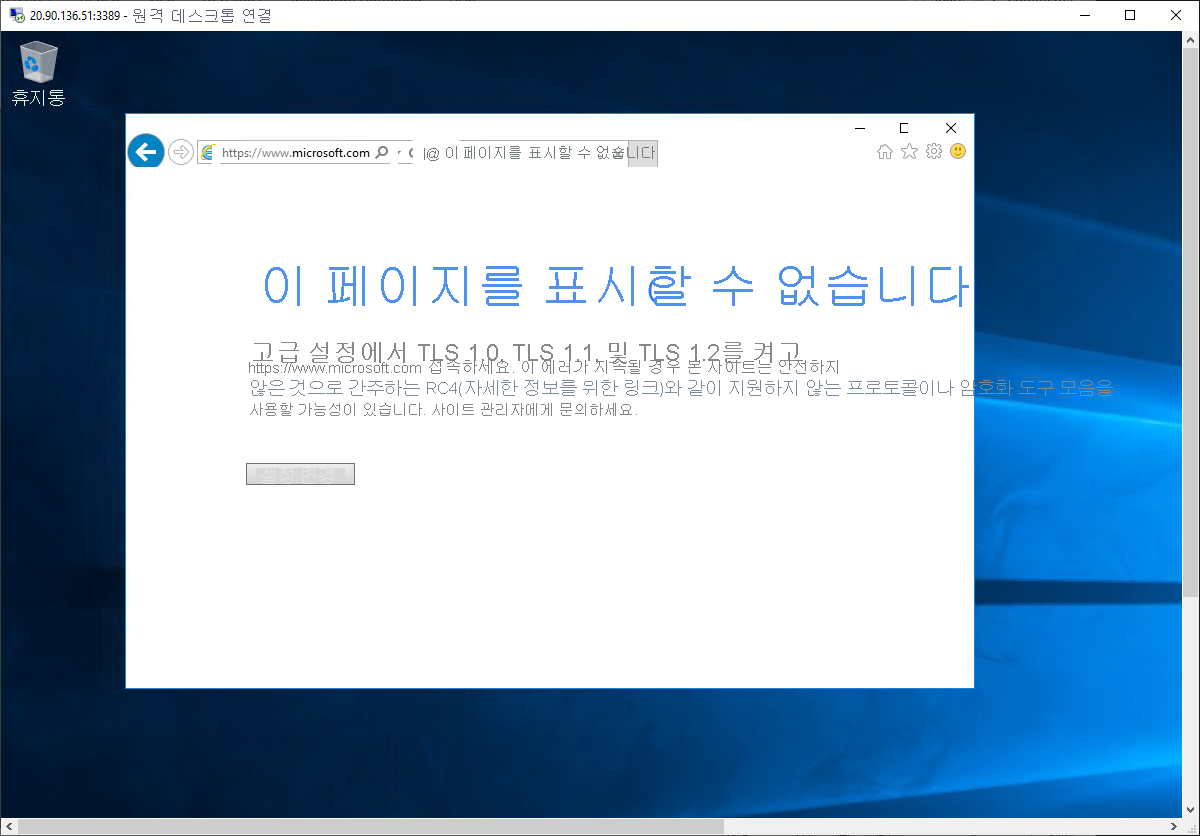 20.90.136.51:3389 - 원격 데스크톱 연결
휴지통
https://www.microsoft.com
이 페이지를 표시할 수 없습니다
이 페이지를 표시할 수 없습니다
고급 설정에서 TLS 1.0, TLS 1.1, 및 TLS 1.2를 켜고
https://www.microsoft.com 접속하세요. 이 에러가 지속될 경우 본 사이트는 안전하지
않은 것으로 간주하는 RC4(자세한 정보를 위한 링크)와 같이 지원하지 않는 프로토콜이나 암호화 도구 모음을
사용할 가능성이 있습니다. 사이트 관리자에게 문의하세요.
설정 변경